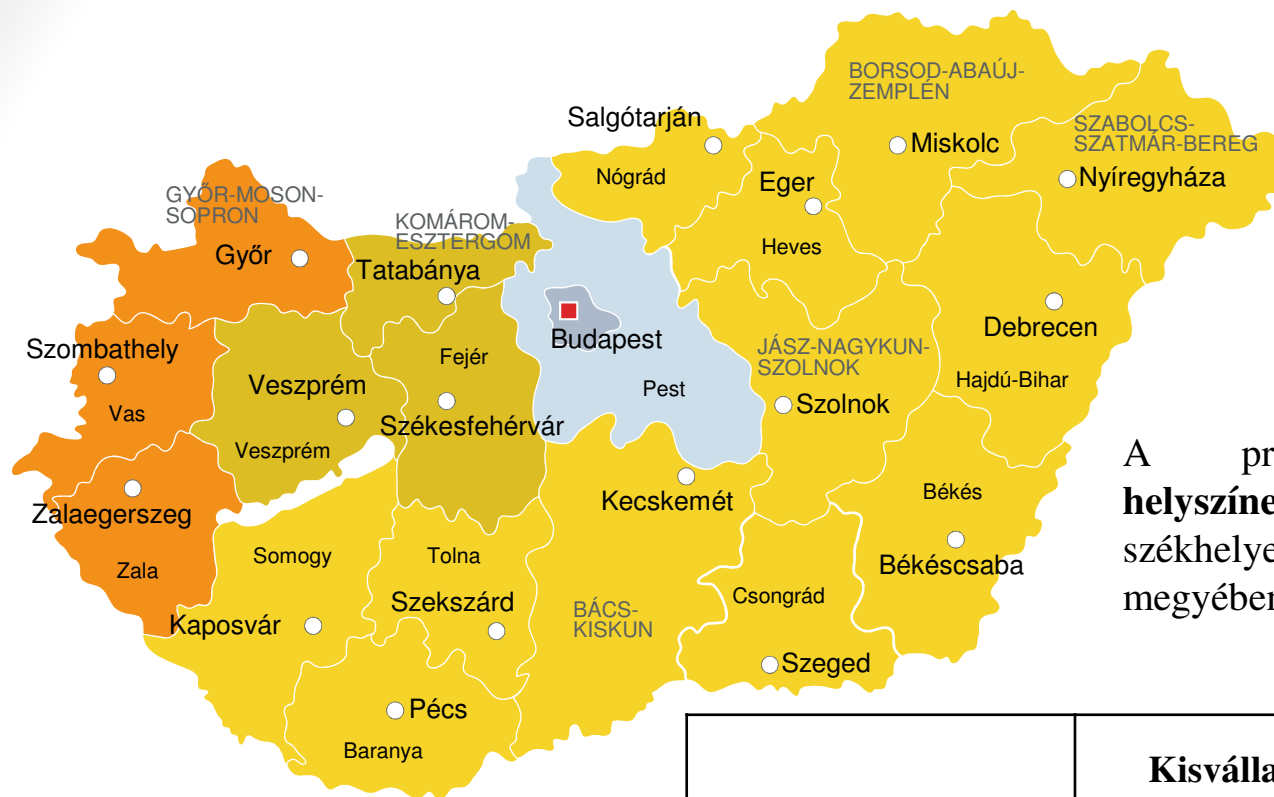 BORSOD-ABAÚJ-
ZEMPLÉN
Salgótarján
Miskolc
SZABOLCS-
SZATMÁR-BEREG
Nógrád
Eger
Nyíregyháza
GYŐR-MOSON-
SOPRON
KOMÁROM-
ESZTERGOM
Heves
Győr
Tatabánya
Debrecen
Budapest
Szombathely
Fejér
JÁSZ-NAGYKUN-
SZOLNOK
Veszprém
Pest
Hajdú-Bihar
Vas
Szolnok
Székesfehérvár
Veszprém
A pr
helyszíne
székhelye
megyében
Kecskemét
Békés
Zalaegerszeg
Somogy
Tolna
Békéscsaba
Zala
Csongrád
Szekszárd
BÁCS-
KISKUN
Kaposvár
Szeged
Pécs
Baranya
Kisválla